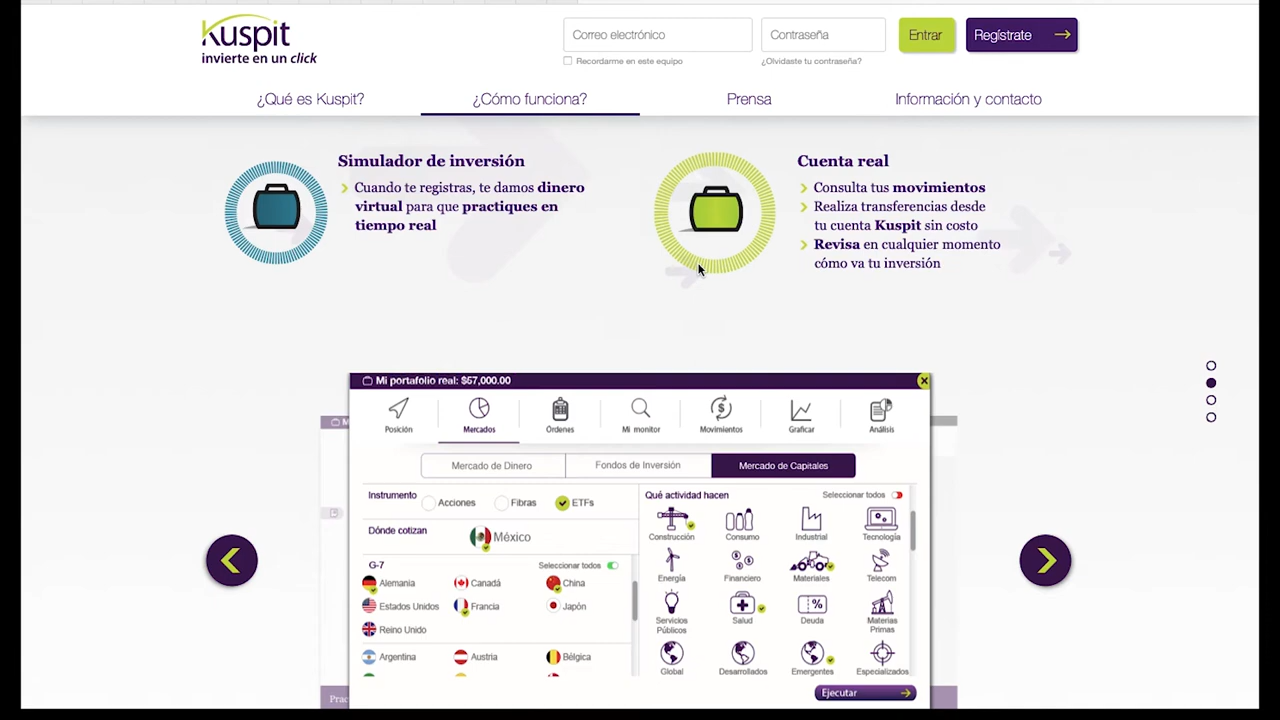 Kuspit
invierte en un click
Correo electrónico
Contraseña
Entrar
Regístrate
Recordarme en este equipo
¿Olvidaste tu contraseña?
¿Qué es Kuspit?
¿Cómo funciona?
Prensa
Información y contacto
Simulador de inversión
Cuando te registras, te damos dinero
virtual para que practiques en
tiempo real
Cuenta real
Consulta tus movimientos
Realiza transferencias desde
tu cuenta Kuspit sin costo
Revisa en cualquier momento
cómo va tu inversión
Mi portafolio real: $57,000.00
Posición
Mercados
Órdenes
Mi monitor
Movimientos
Graficar
Análisis
Mercado de Dinero
Fondos de Inversión
Mercado de Capitales
Instrumento
Acciones
Fibras
ETFs
Dónde cotizan
México
G-7
Seleccionar todos
Alemania
Canadá
China
Estados Unidos
Francia
Japón
Reino Unido
Argentina
Austria
Bélgica
Qué actividad hacen
Seleccionar todos
Construcción
Consumo
Industrial
Tecnología
Energía
Financiero
Materiales
Telecom
Servicios
Públicos
Salud
%
Deuda
Materias
Primas
Global
Desarrollados
Emergentes
Especializados
Ejecutar